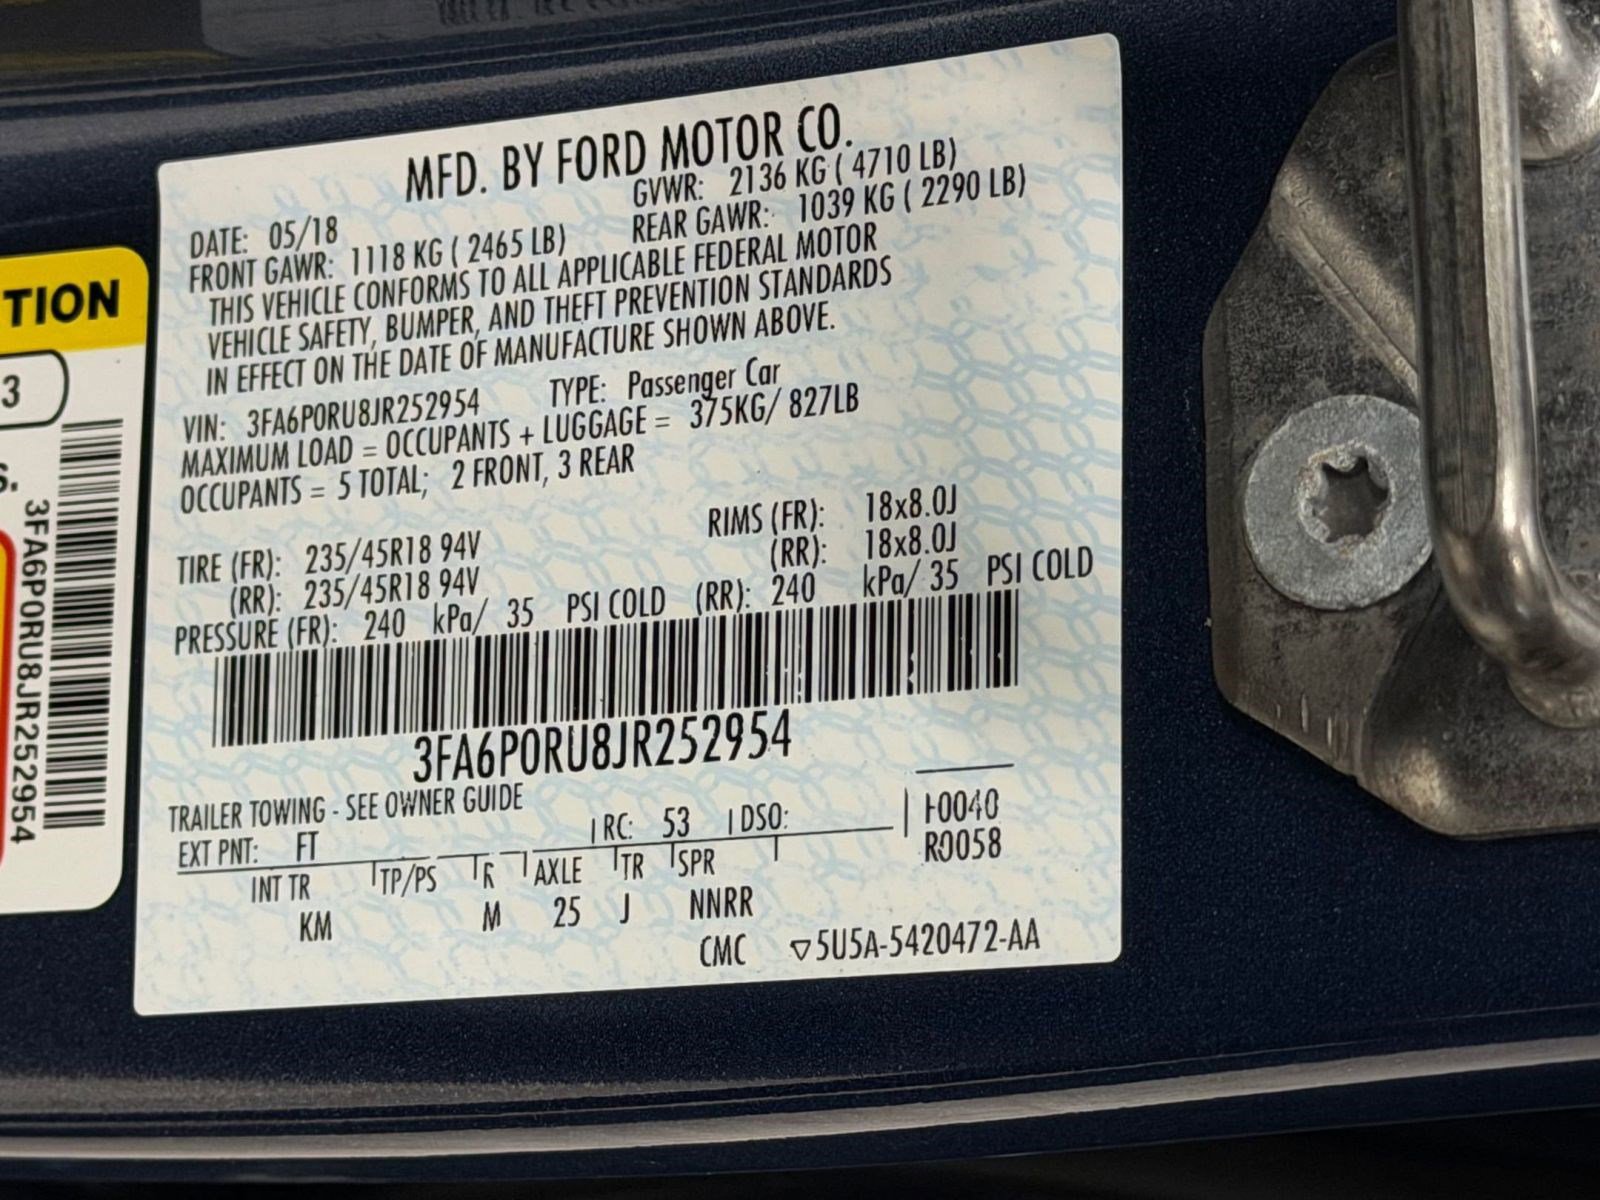 MFD. BY FORD MOTOR CO.
DATE: 05/18 GVWR: 2136 KG ( 4710 LB)
FRONT GAWR: 1118 KG ( 2465 LB) REAR GAWR: 1039 KG ( 2290 LB)
THIS VEHICLE CONFORMS TO ALL APPLICABLE FEDERAL MOTOR
VEHICLE SAFETY, BUMPER, AND THEFT PREVENTION STANDARDS
IN EFFECT ON THE DATE OF MANUFACTURE SHOWN ABOVE.
VIN: 3FA6P0RU8JR252954 TYPE: Passenger Car
MAXIMUM LOAD = OCCUPANTS + LUGGAGE = 375KG/ 827LB
OCCUPANTS = 5 TOTAL; 2 FRONT, 3 REAR
TIRE (FR): 235/45R18 94V RIMS (FR): 18x8.0J
(RR): 235/45R18 94V (RR): 18x8.0J
PRESSURE (FR): 240 kPa/ 35 PSI COLD (RR): 240 kPa/ 35 PSI COLD
3FA6P0RU8JR252954
TRAILER TOWING - SEE OWNER GUIDE
EXT PNT: FT RC: 53 DSO: F0040
R0058
INT TR TP/PS R AXLE TR SPR
KM M 25 J NNRR
CMC ▽5U5A-5420472-AA
TION
3
S.
3FA6P0RU8JR252954